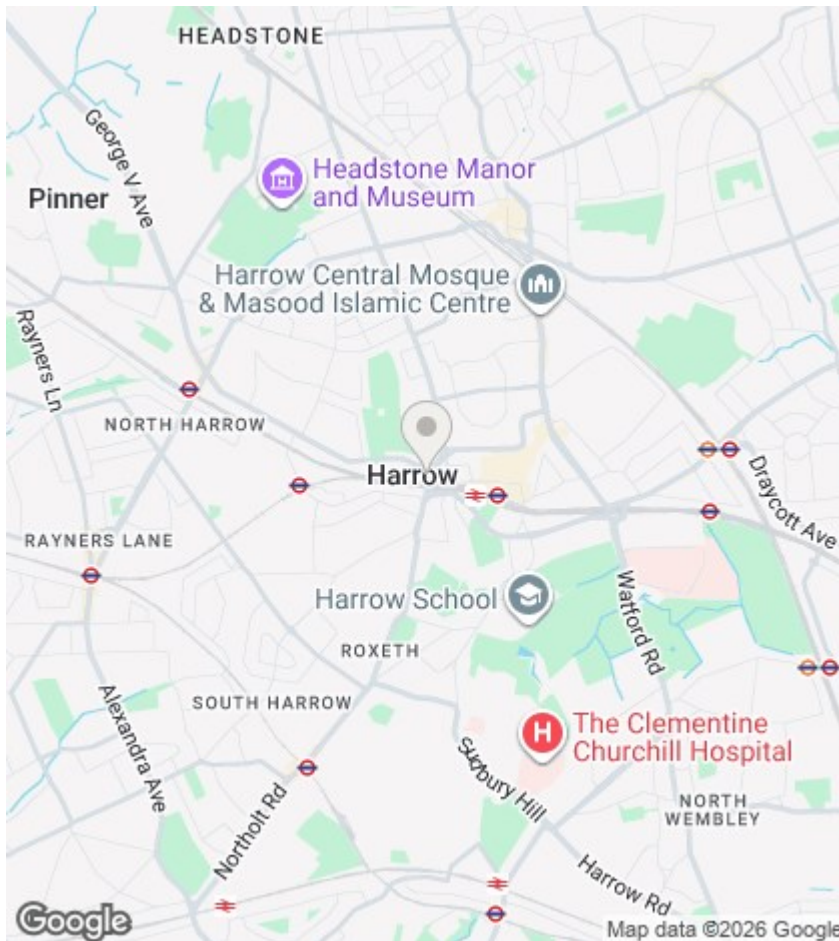 HEADSTONE
George V Ave
Headstone Manor
and Museum
Pinner
Harrow Central Mosque
& Masood Islamic Centre
Rayners Ln
NORTH HARROW
Harrow
Draycott Ave
RAYNERS LANE
Harrow School
Watford Rd
ROXETH
SOUTH HARROW
Alexandra Ave
H
The Clementine
Churchill Hospital
Sudbury Hill
NORTH
WEMBLEY
Northolt Rd
Harrow Rd
Google
Map data ©2026 Google